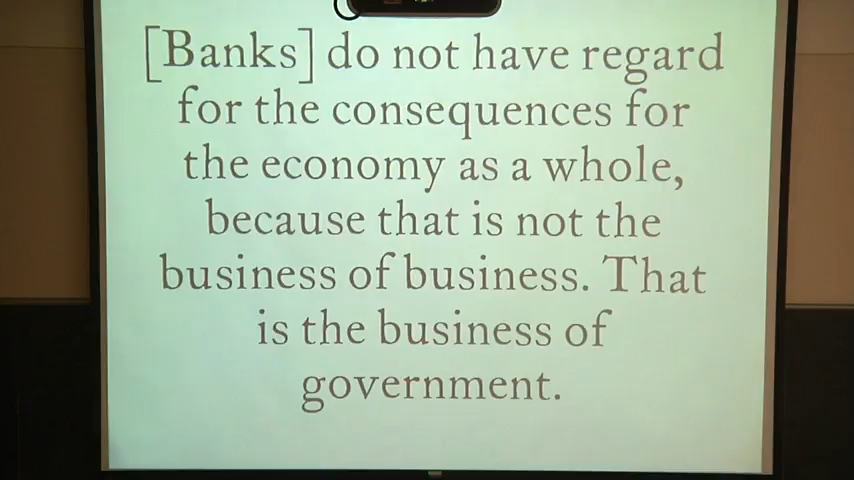 [Banks] do not have regard
for the consequences for
the economy as a whole,
because that is not the
business of business. That
is the business of
government.